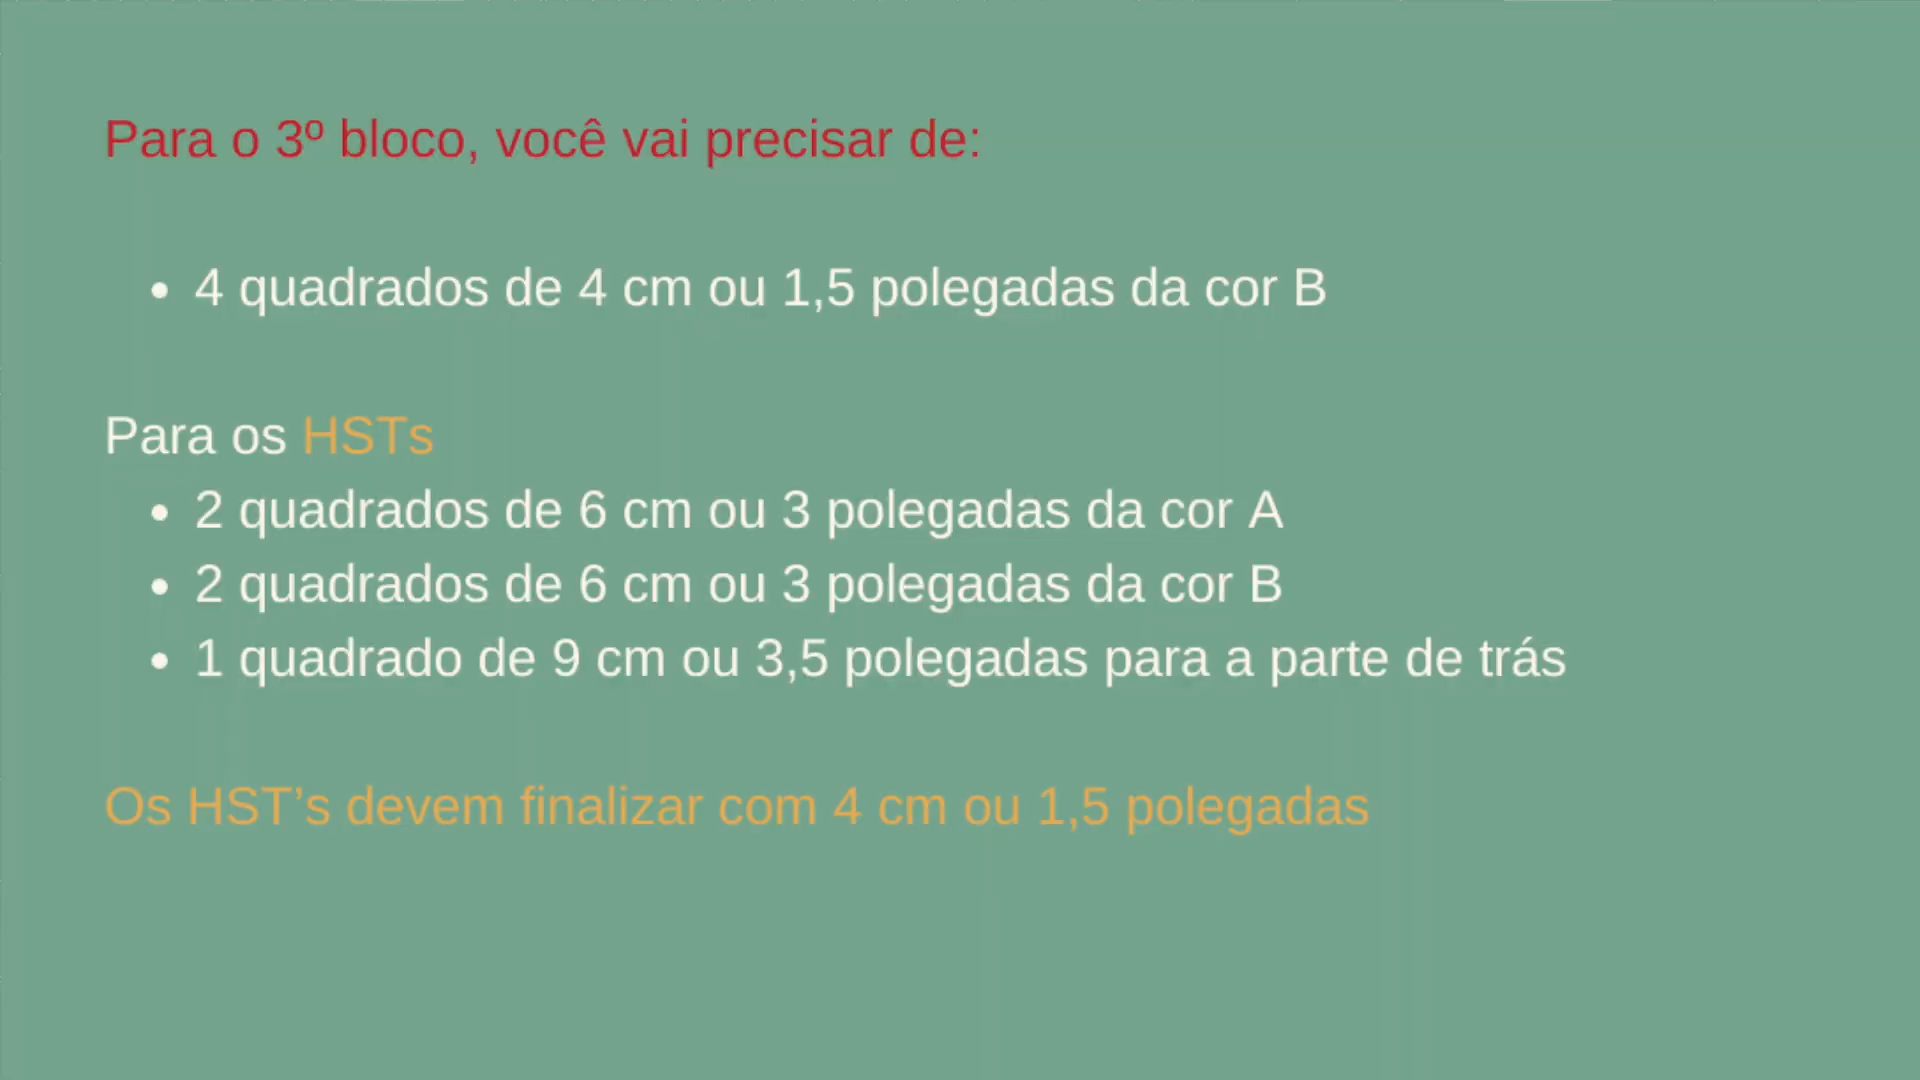 Para o 3º bloco, você vai precisar de:
• 4 quadrados de 4 cm ou 1,5 polegadas da cor B
Para os HSTs
• 2 quadrados de 6 cm ou 3 polegadas da cor A
• 2 quadrados de 6 cm ou 3 polegadas da cor B
• 1 quadrado de 9 cm ou 3,5 polegadas para a parte de trás
Os HST’s devem finalizar com 4 cm ou 1,5 polegadas